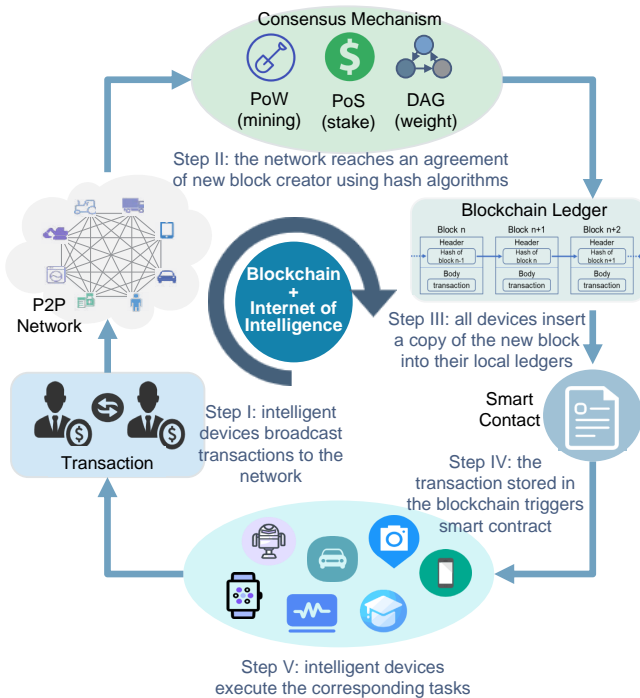 Consensus Mechanism
PoW
(mining)
PoS
(stake)
DAG
(weight)
Step II: the network reaches an agreement
of new block creator using hash algorithms
P2P
Network
Blockchain
+
Internet of
Intelligence
Blockchain Ledger
Block n
Block n+1
Block n+2
Header
Hash of
block n-1
Body
transaction
Header
Hash of
block n
Body
transaction
Header
Hash of
block n+1
Body
transaction
Step III: all devices insert
a copy of the new block
into their local ledgers
Transaction
Step I: intelligent
devices broadcast
transactions to the
network
Smart
Contact
Step IV: the
transaction stored in
the blockchain triggers
smart contract
Step V: intelligent devices
execute the corresponding tasks